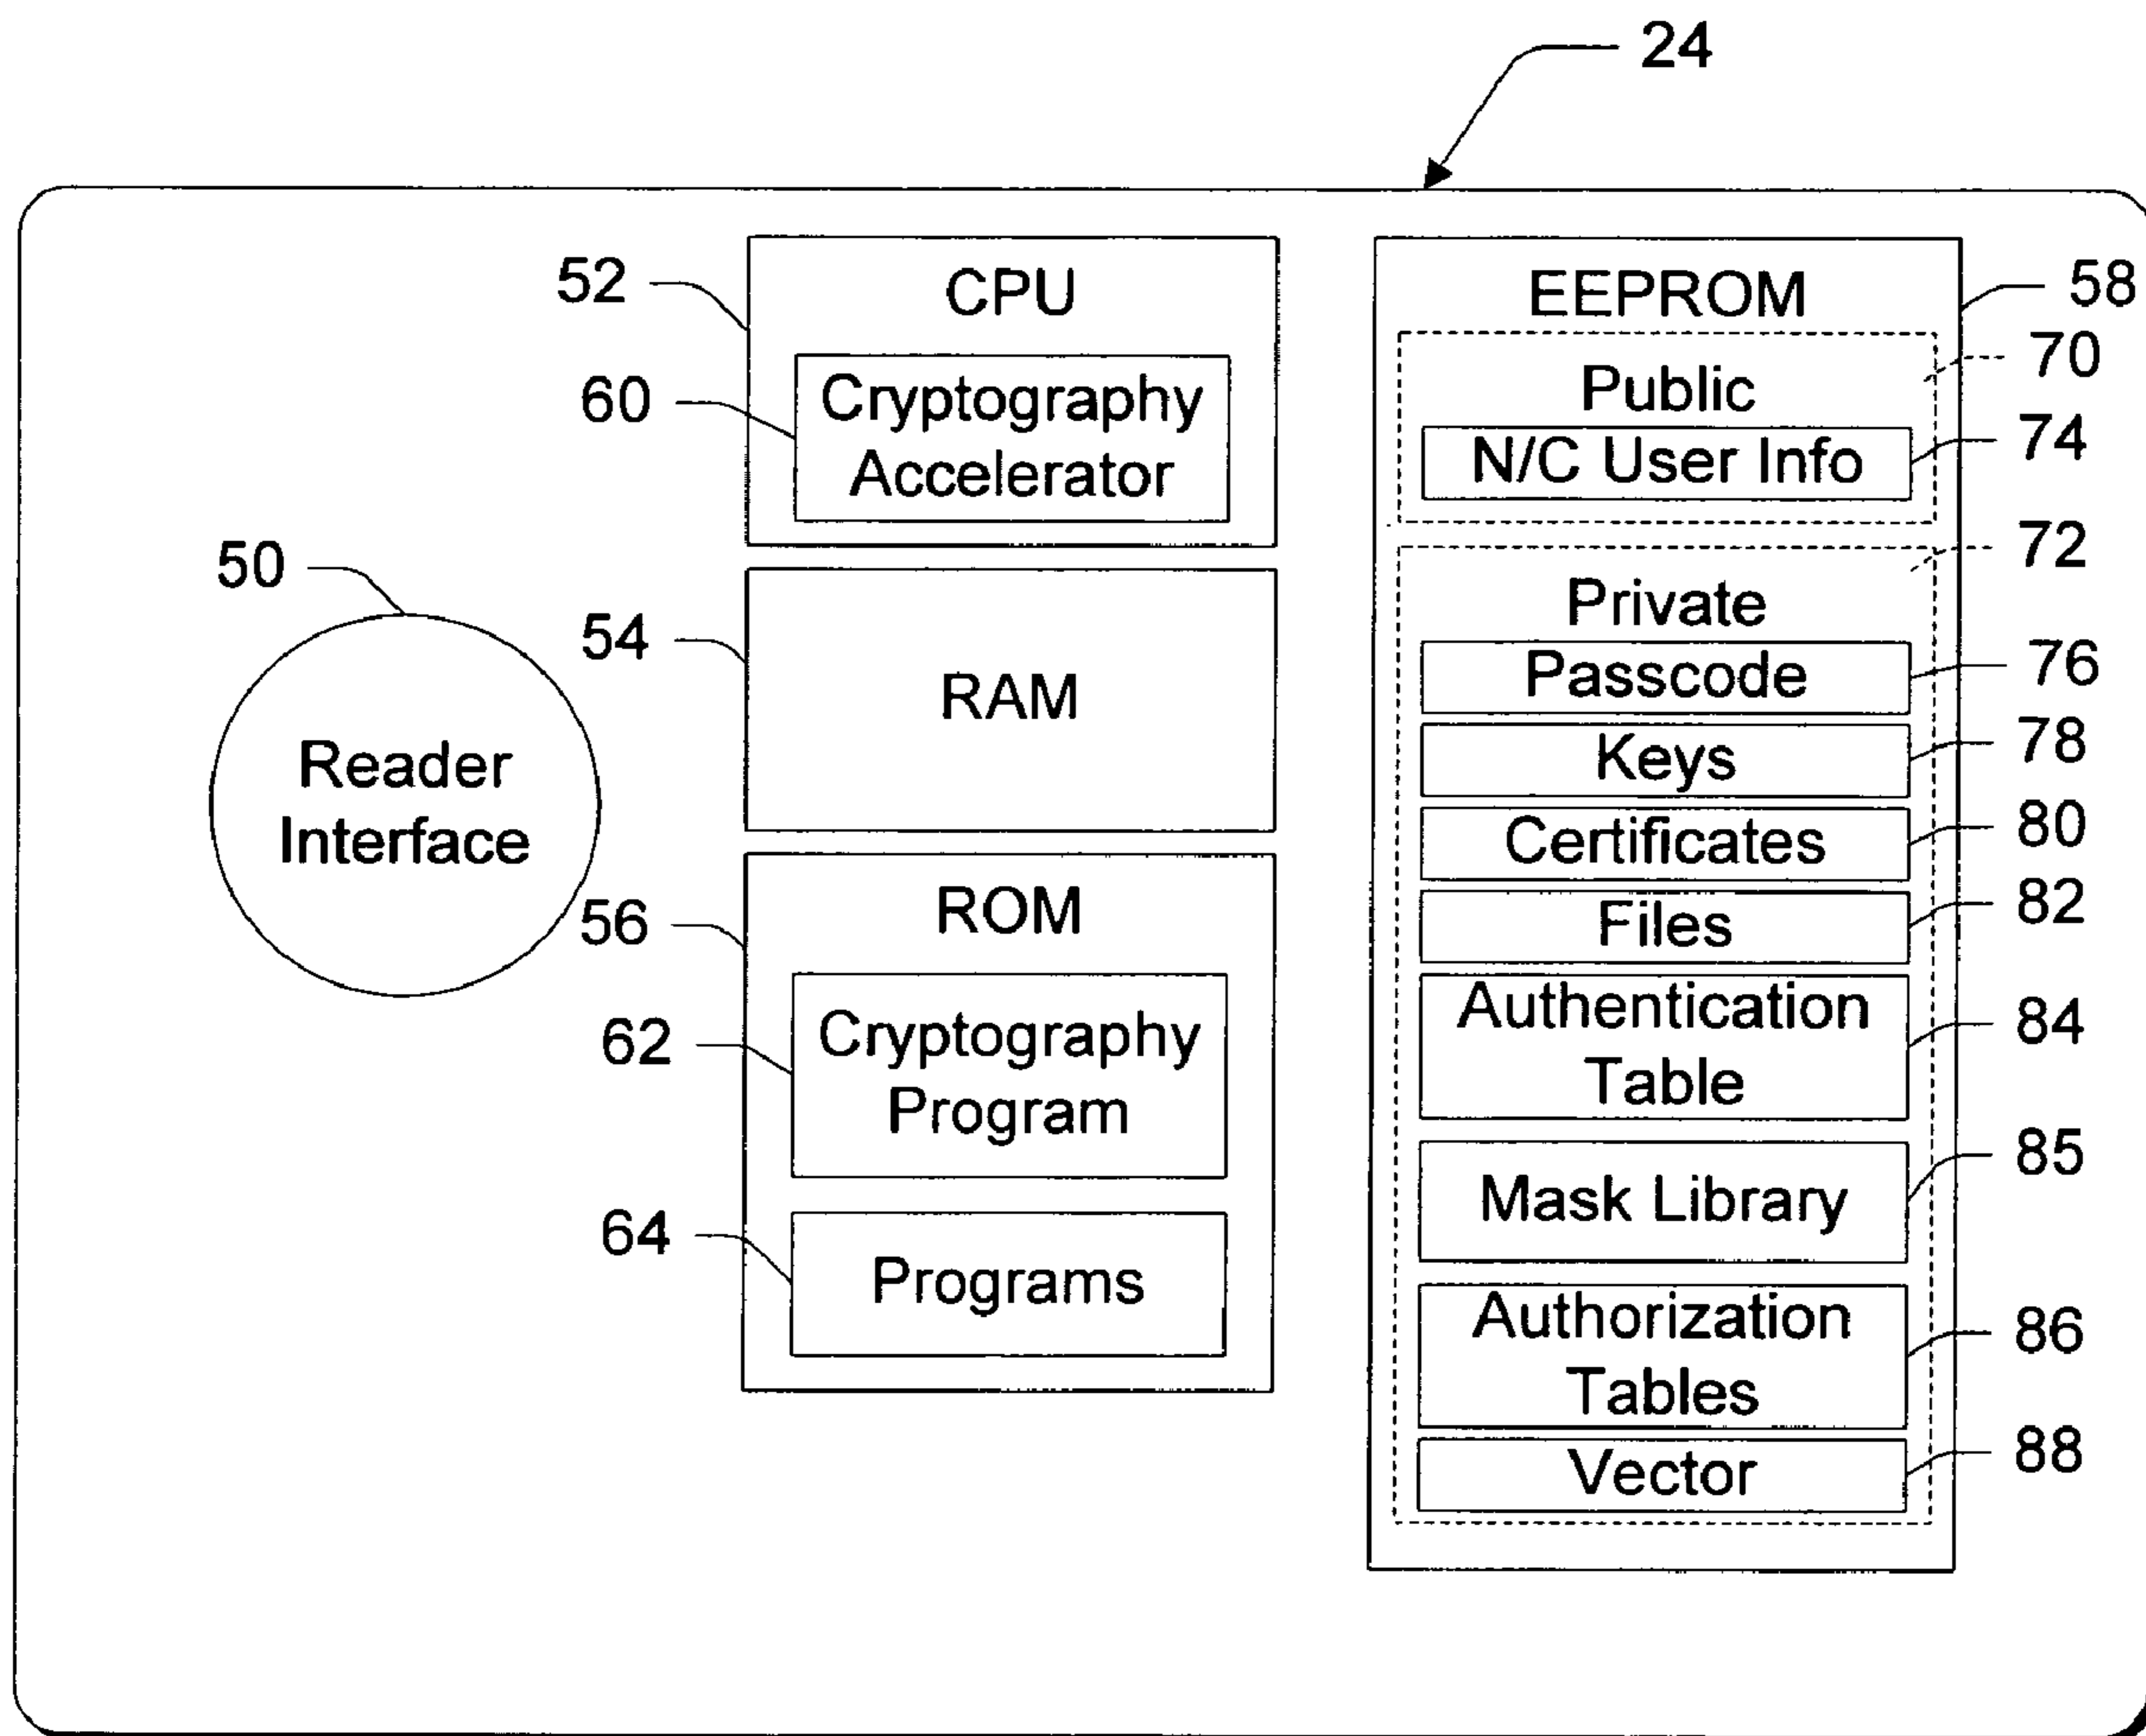 24
52
CPU
60
Cryptography
Accelerator
50
Reader
Interface
54
RAM
56
ROM
62
Cryptography
Program
64
Programs
EEPROM
58
70
Public
N/C User Info
74
72
Private
Passcode
76
Keys
78
Certificates
80
Files
82
Authentication
Table
84
Mask Library
85
Authorization
Tables
86
Vector
88